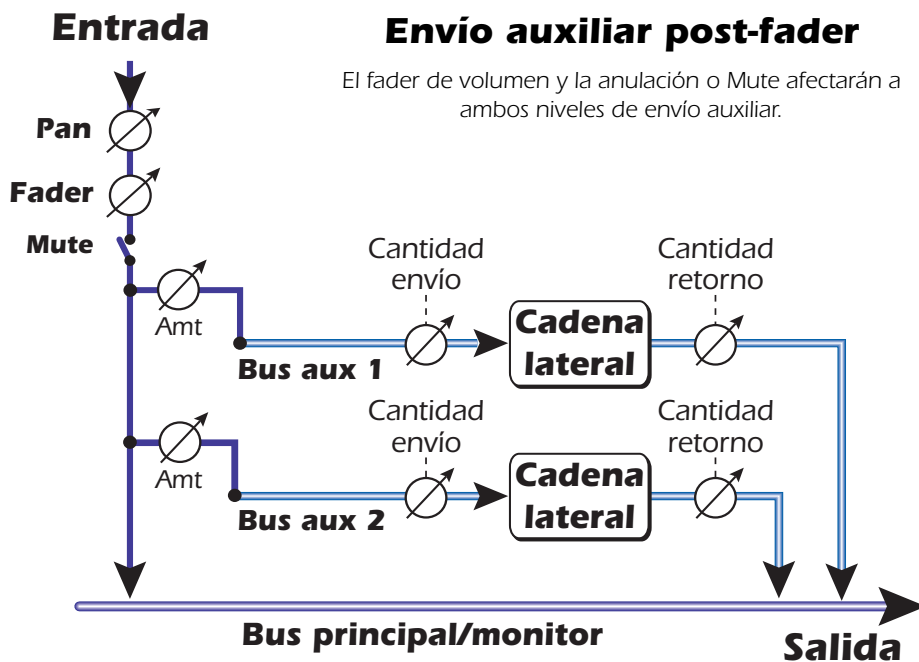 Entrada
Envío auxiliar post-fader
El fader de volumen y la anulación o Mute afectarán a
ambos niveles de envío auxiliar.
Pan
Fader
Mute
Amt
Cantidad
envío
Cantidad
retorno
Cadena
lateral
Bus aux 1
Amt
Cantidad
envío
Cantidad
retorno
Cadena
lateral
Bus aux 2
Bus principal/monitor
Salida